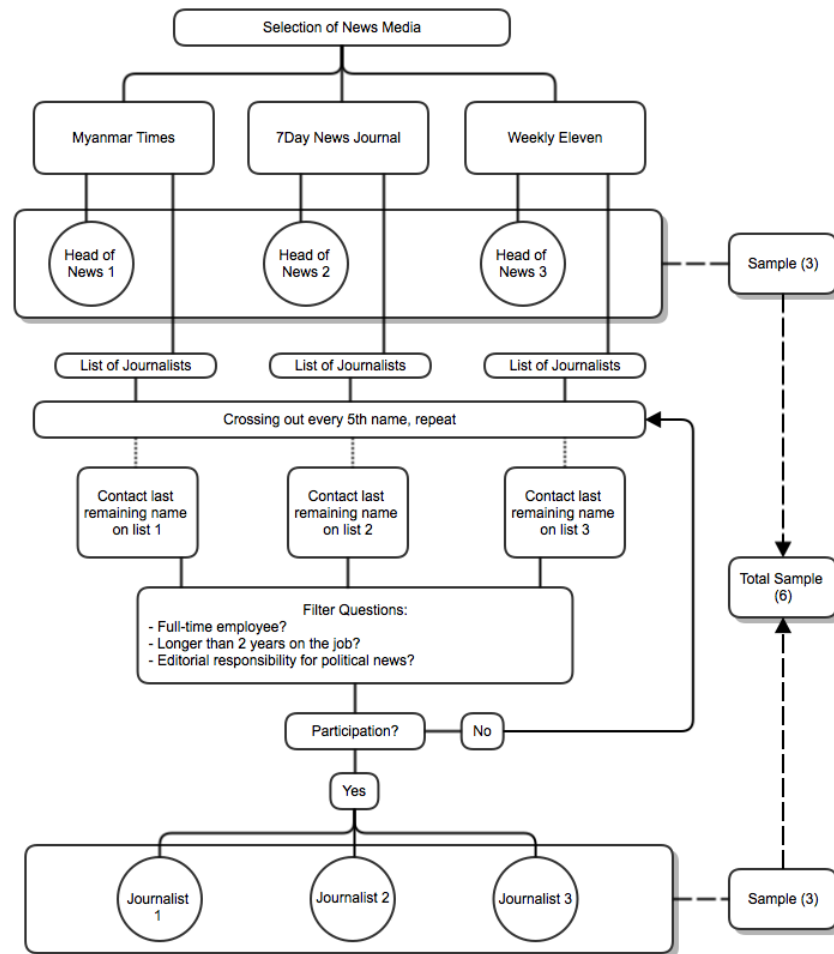 Selection of News Media
Myanmar Times
7Day News Journal
Weekly Eleven
Head of
News 1
Head of
News 2
Head of
News 3
Sample (3)
List of Journalists
List of Journalists
List of Journalists
Crossing out every 5th name, repeat
Contact last
remaining name
on list 1
Contact last
remaining name
on list 2
Contact last
remaining name
on list 3
Total Sample
(6)
Filter Questions:
- Full-time employee?
- Longer than 2 years on the job?
- Editorial responsibility for political news?
Participation?
No
Yes
Journalist
1
Journalist 2
Journalist 3
Sample (3)